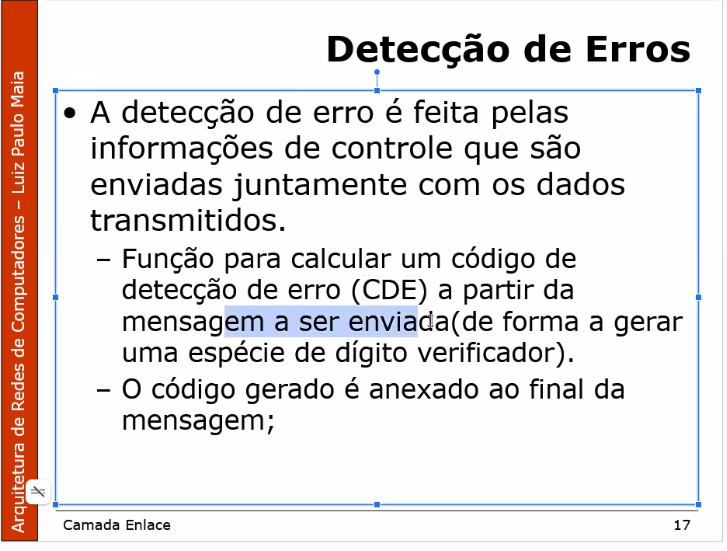 Detecção de Erros
• A detecção de erro é feita pelas
informações de controle que são
enviadas juntamente com os dados
transmitidos.
– Função para calcular um código de
detecção de erro (CDE) a partir da
mensagem a ser enviada(de forma a gerar
uma espécie de dígito verificador).
– O código gerado é anexado ao final da
mensagem;
Arquitetura de Redes de Computadores – Luiz Paulo Maia
Camada Enlace
17